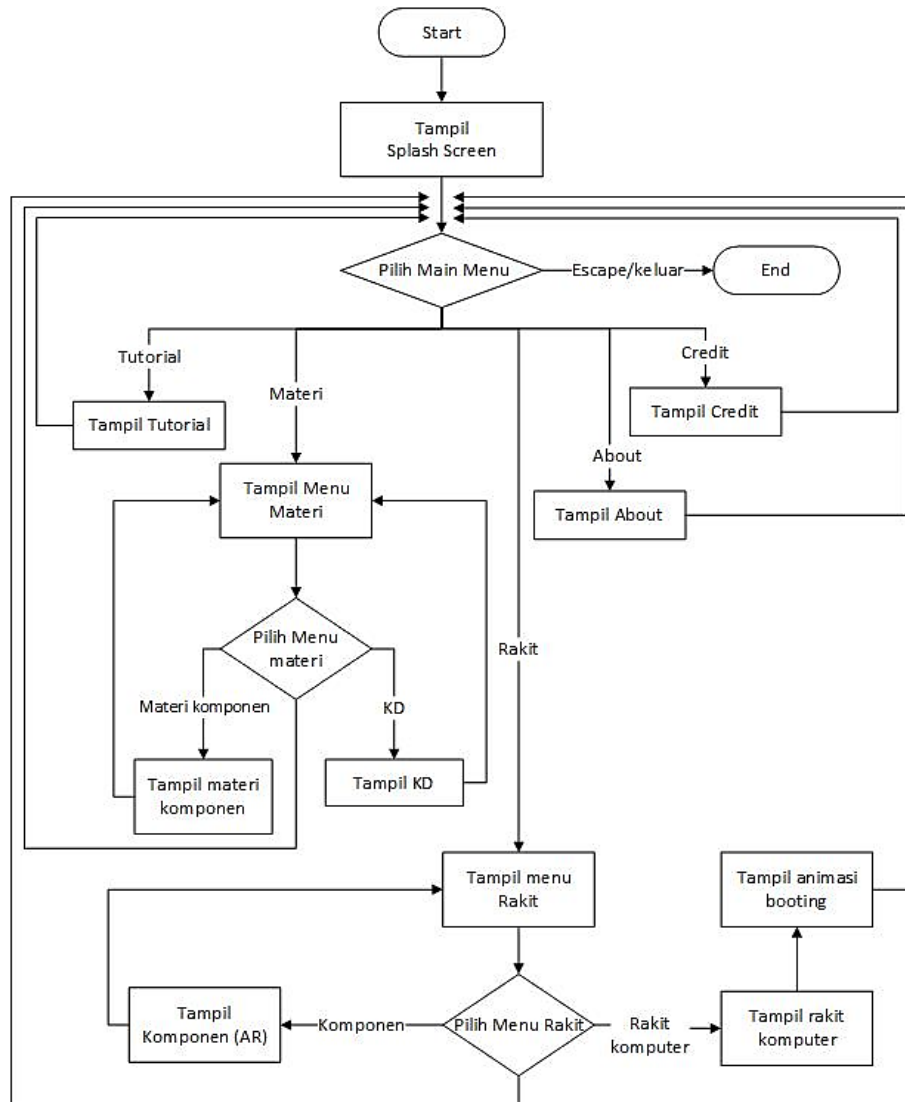 Start
Tampil
Splash Screen
Pilih Main Menu
Escape/keluar
End
Tutorial
Credit
Materi
Tampil Tutorial
Tampil Credit
About
Tampil Menu
Materi
Tampil About
Pilih Menu
materi
Rakit
Materi komponen
KD
Tampil materi
komponen
Tampil KD
Tampil menu
Rakit
Tampil animasi
booting
Tampil
Komponen (AR)
Komponen
Pilih Menu Rakit
Rakit
komputer
Tampil rakit
komputer